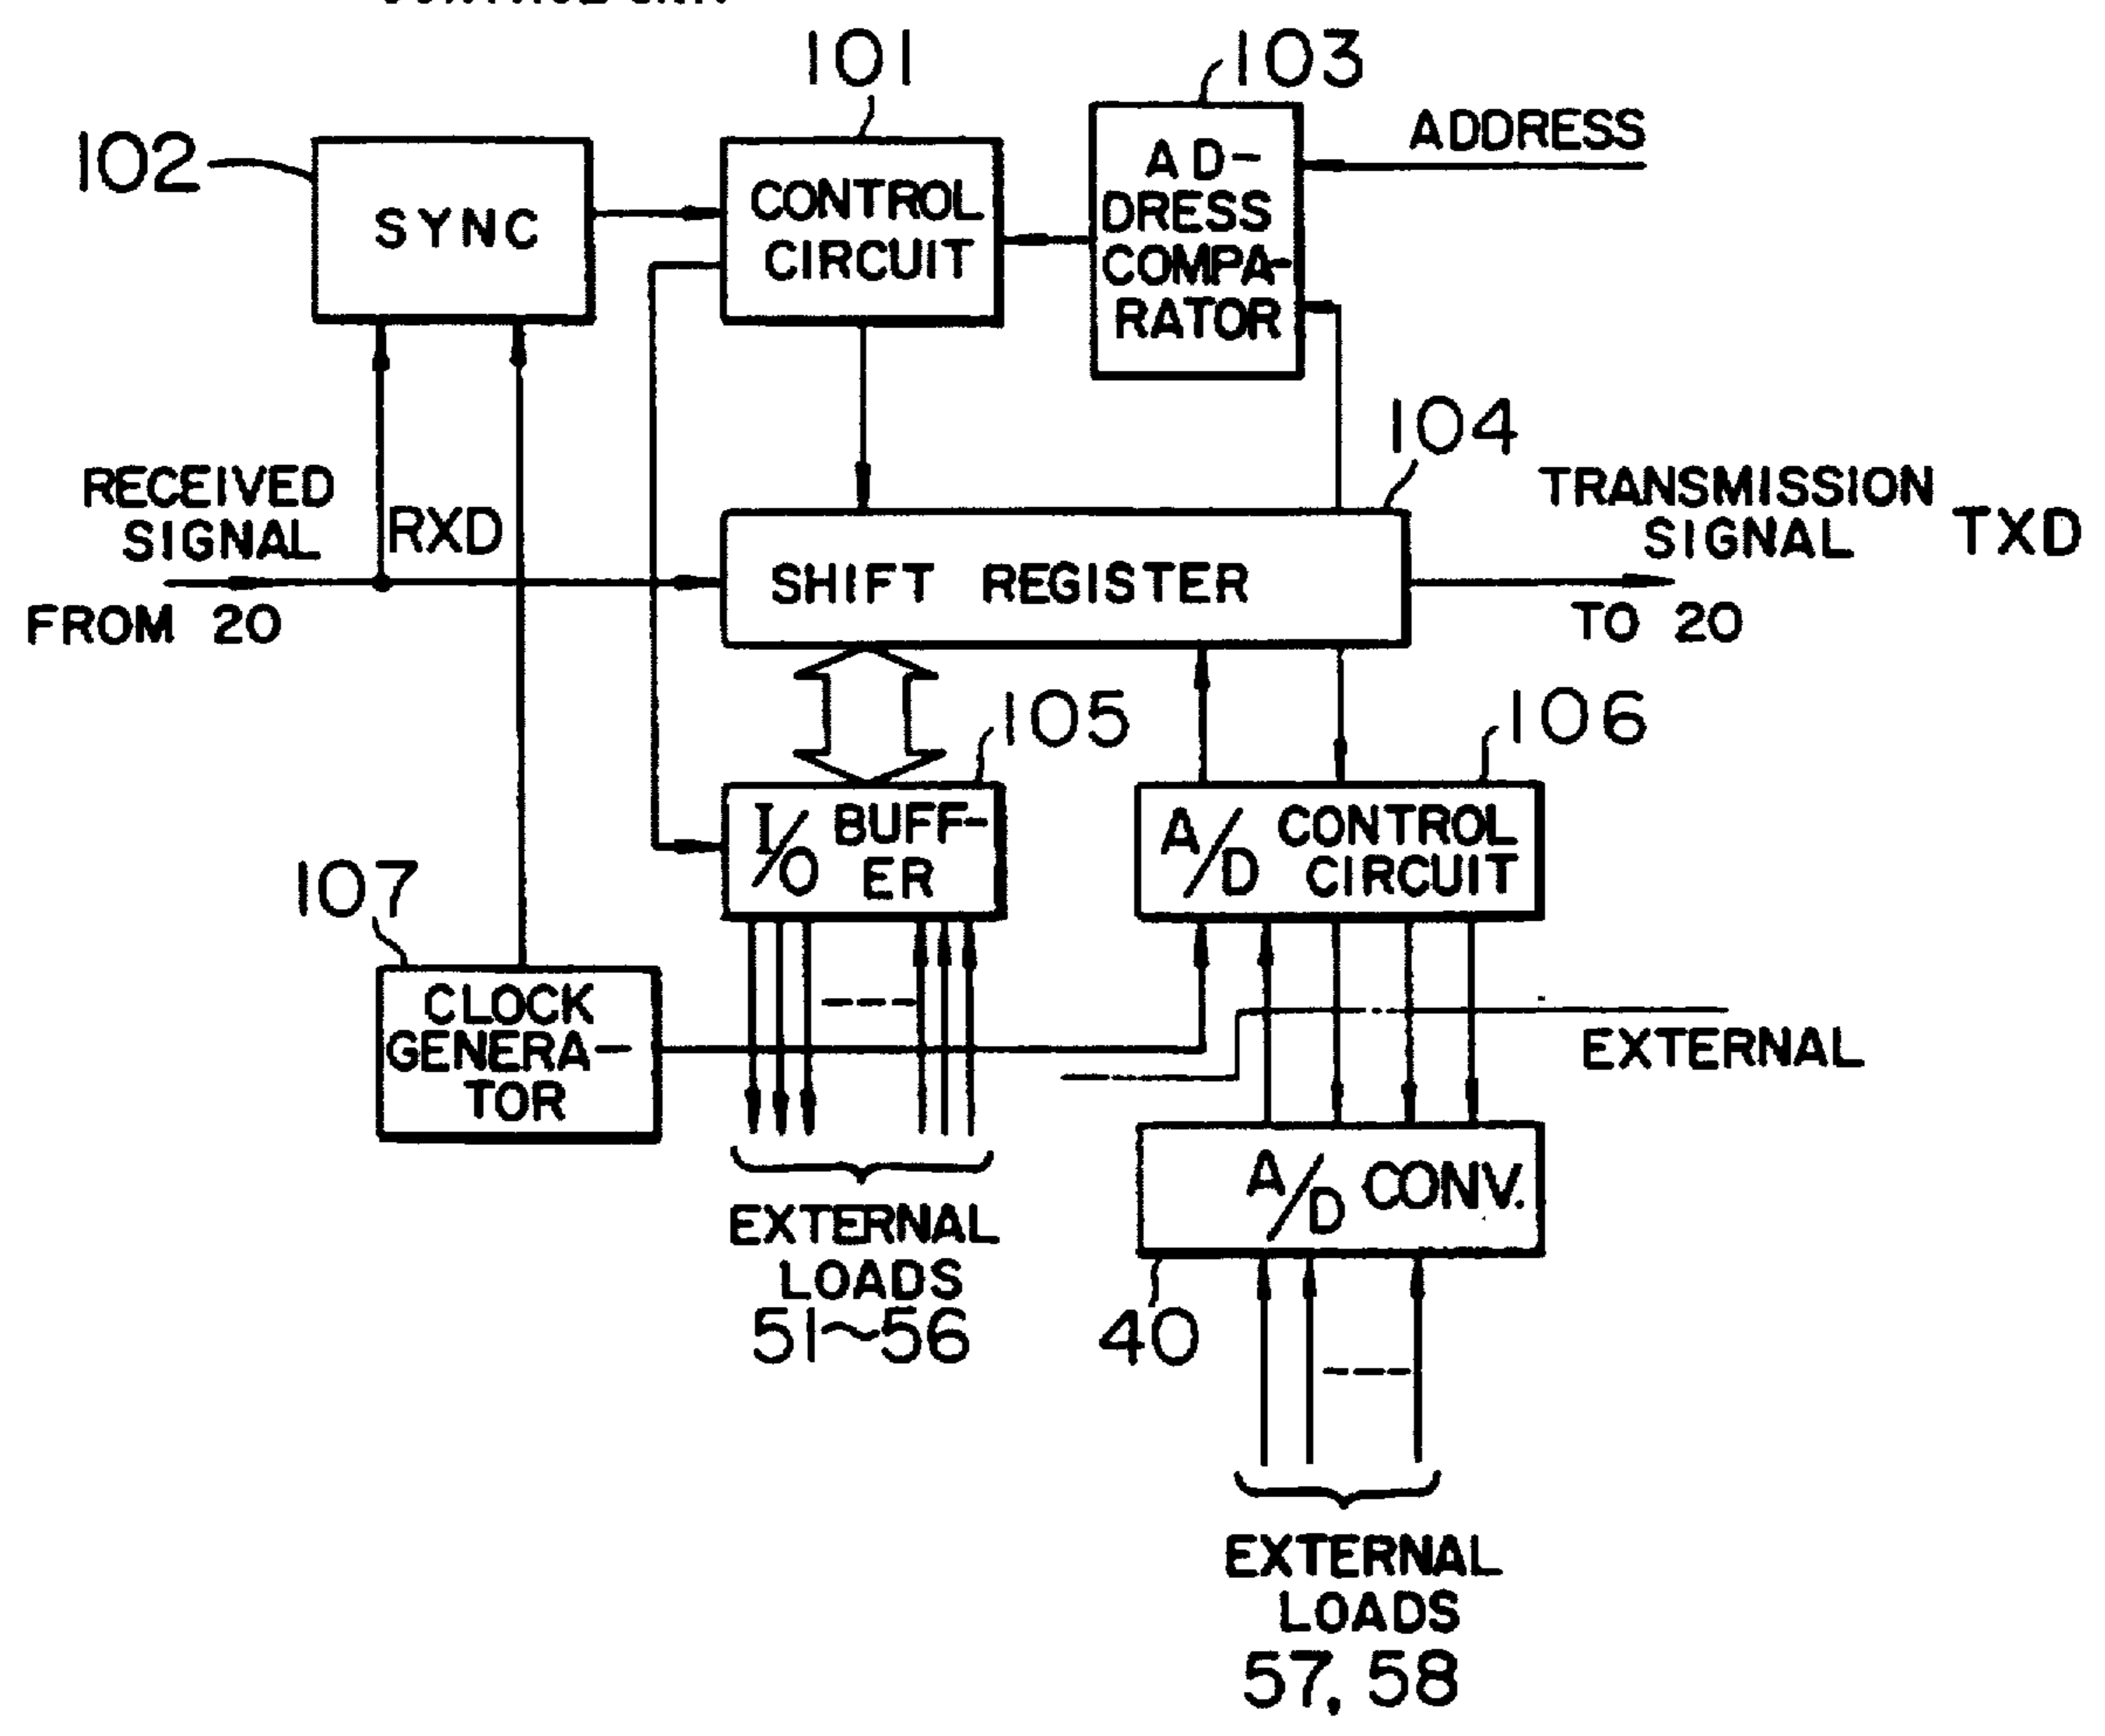 101
103
102
SYNC
CONTROL
CIRCUIT
AD-
DRESS
COMPA-
RATOR
ADDRESS
104
RECEIVED
SIGNAL
RXD
FROM 20
SHIFT REGISTER
TRANSMISSION
SIGNAL TXD
TO 20
105
106
I/O BUFF-
ER
A/D CONTROL
CIRCUIT
107
CLOCK
GENERA-
TOR
EXTERNAL
EXTERNAL
LOADS
51~56
A/D CONV.
40
EXTERNAL
LOADS
57, 58